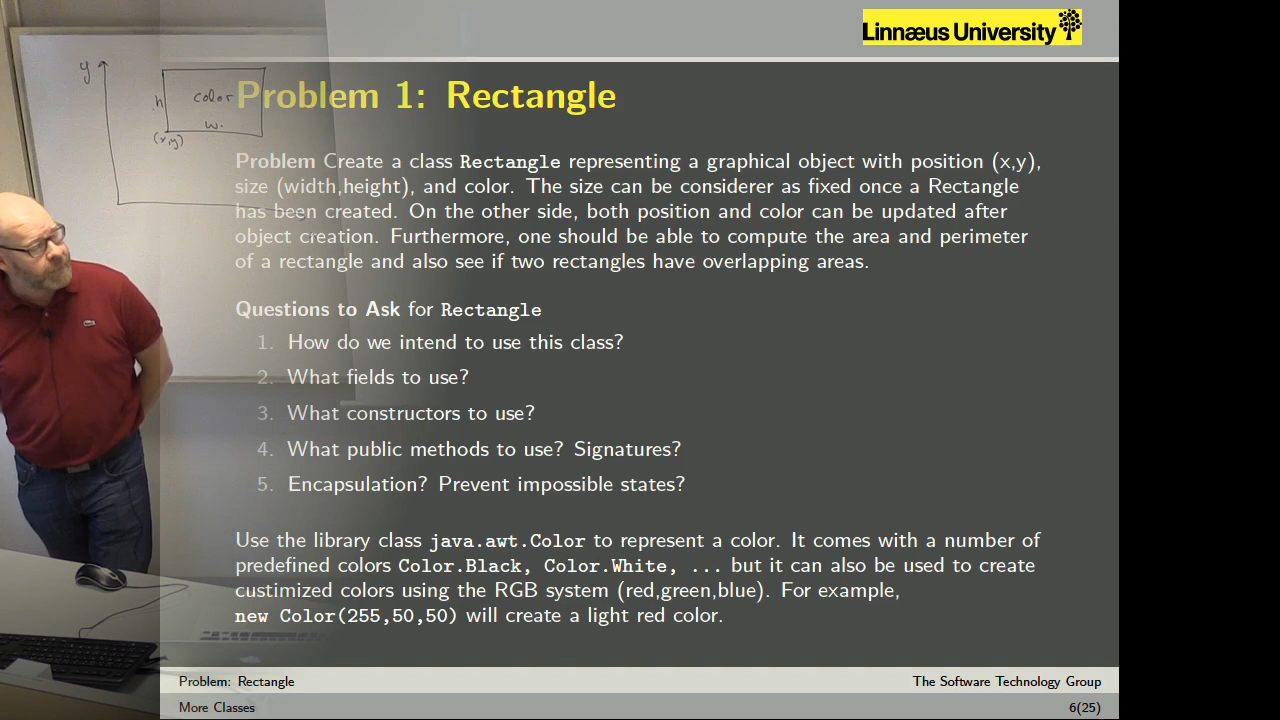 Linnæus University
y
h
color
w.
(x,y)
Problem 1: Rectangle
Problem Create a class Rectangle representing a graphical object with position (x,y),
size (width,height), and color. The size can be considerer as fixed once a Rectangle
has been created. On the other side, both position and color can be updated after
object creation. Furthermore, one should be able to compute the area and perimeter
of a rectangle and also see if two rectangles have overlapping areas.
Questions to Ask for Rectangle
1. How do we intend to use this class?
2. What fields to use?
3. What constructors to use?
4. What public methods to use? Signatures?
5. Encapsulation? Prevent impossible states?
Use the library class java.awt.Color to represent a color. It comes with a number of
predefined colors Color.Black, Color.White, ... but it can also be used to create
custimized colors using the RGB system (red,green,blue). For example,
new Color(255,50,50) will create a light red color.
Problem: Rectangle
The Software Technology Group
More Classes
6(25)